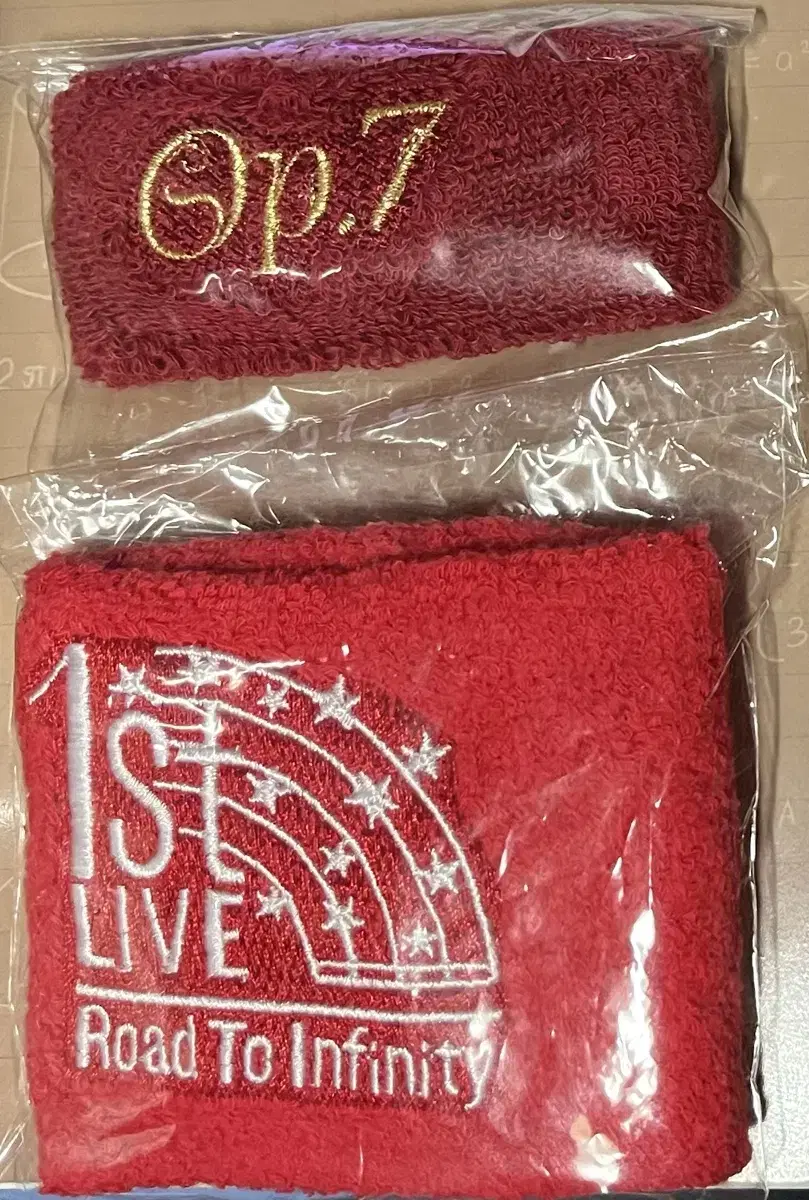 Op.7
1st
LIVE
Road To Infinity